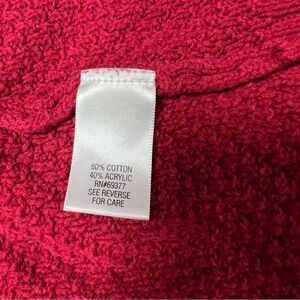 60% COTTON
40% ACRYLIC
RN#69377
SEE REVERSE
FOR CARE